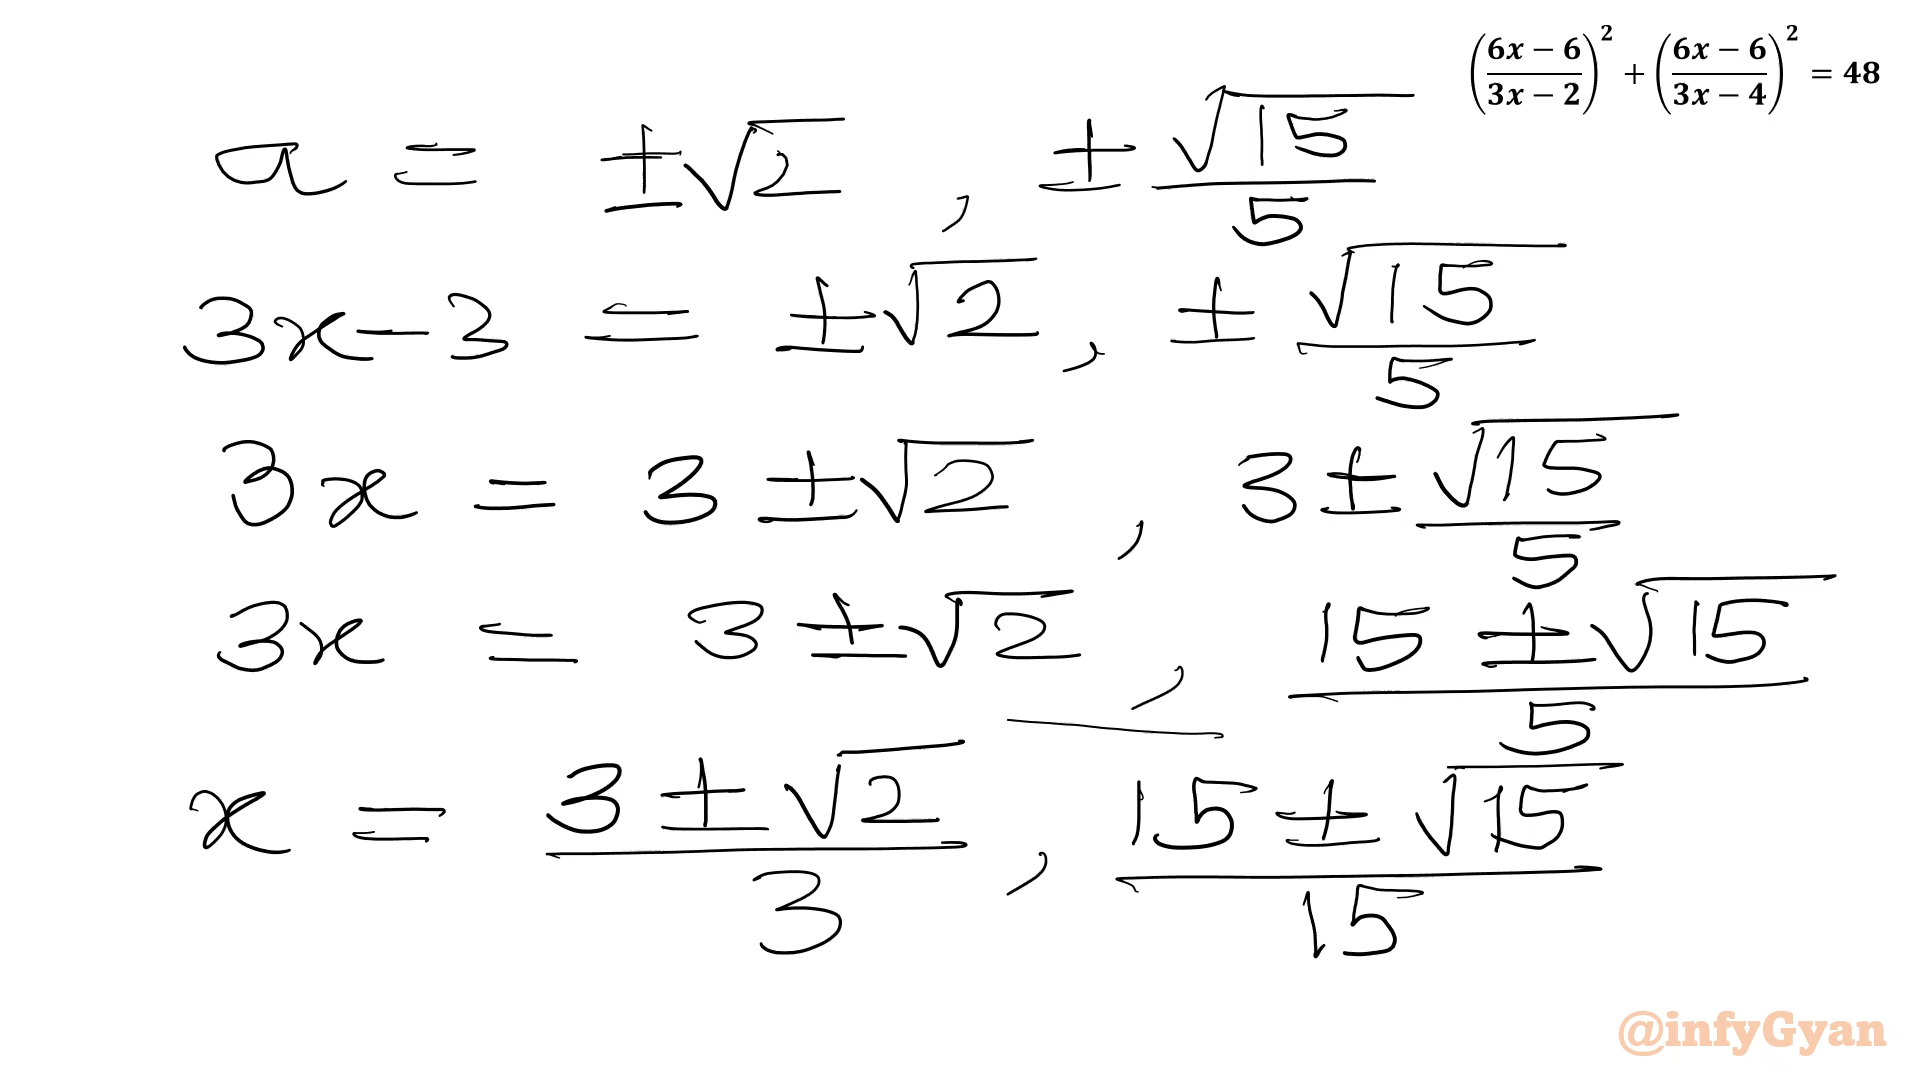 (6x − 6 / 3x − 2)² + (6x − 6 / 3x − 4)² = 48
a = ±√2 , ± √15 / 5
3x − 3 = ±√2 , ± √15 / 5
3x = 3 ± √2 , 3 ± √15 / 5
3x = 3 ± √2 , 15 ± √15 / 5
x = 3 ± √2 / 3 , 15 ± √15 / 15
@infyGyan